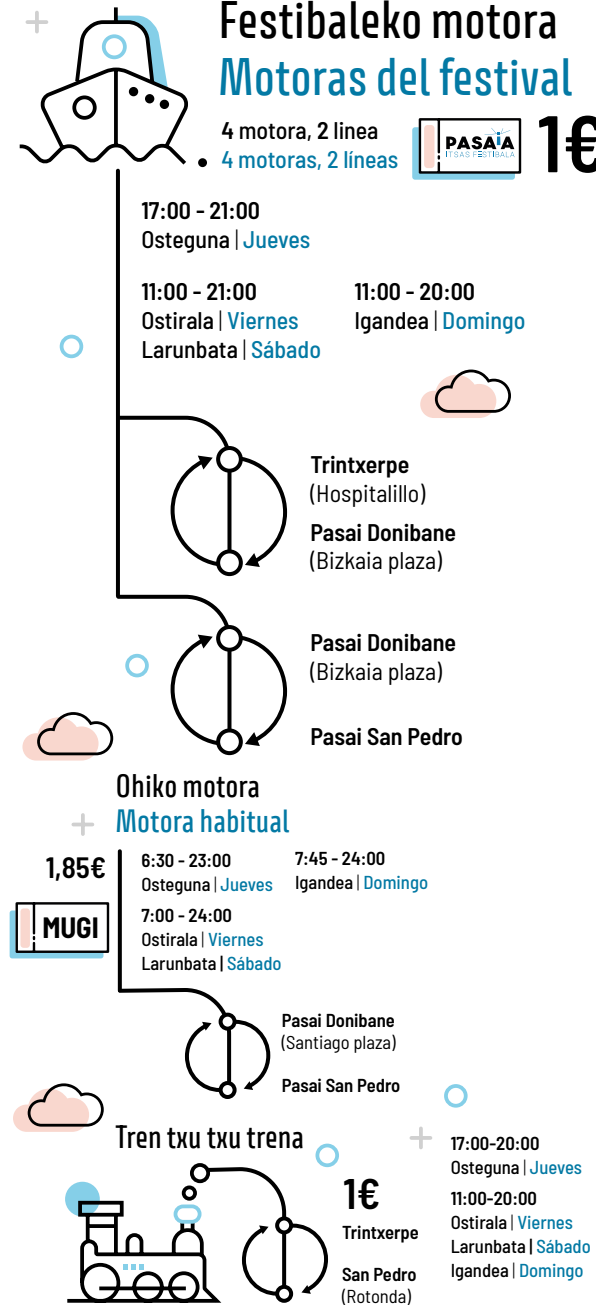 Festibaleko motora
Motoras del festival
4 motora, 2 linea
4 motoras, 2 líneas
PASAIA
ITSAS FESTIBALA
1€
17:00 - 21:00
Osteguna | Jueves
11:00 - 21:00
Ostirala | Viernes
Larunbata | Sábado
11:00 - 20:00
Igandea | Domingo
Trintxerpe
(Hospitalillo)
Pasai Donibane
(Bizkaia plaza)
Pasai Donibane
(Bizkaia plaza)
Pasai San Pedro
Ohiko motora
Motora habitual
1,85€
MUGI
6:30 - 23:00
Osteguna | Jueves
7:00 - 24:00
Ostirala | Viernes
Larunbata | Sábado
7:45 - 24:00
Igandea | Domingo
Pasai Donibane
(Santiago plaza)
Pasai San Pedro
Tren txu txu trena
1€
Trintxerpe
San Pedro
(Rotonda)
17:00-20:00
Osteguna | Jueves
11:00-20:00
Ostirala | Viernes
Larunbata | Sábado
Igandea | Domingo